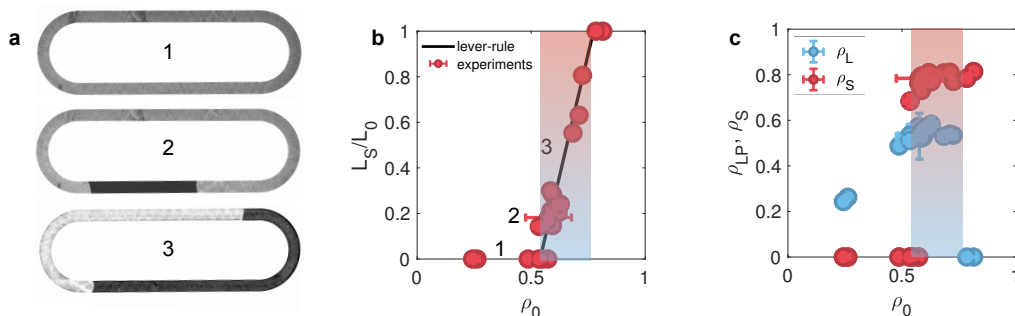 a
1
2
3
b
lever-rule
experiments
L_S/L_0
1
0.8
0.6
0.4
0.2
0
3
2
1
0
0.5
1
ρ_0
c
ρ_L
ρ_S
ρ_LP, ρ_S
1
0.8
0.6
0.4
0.2
0
0
0.5
1
ρ_0